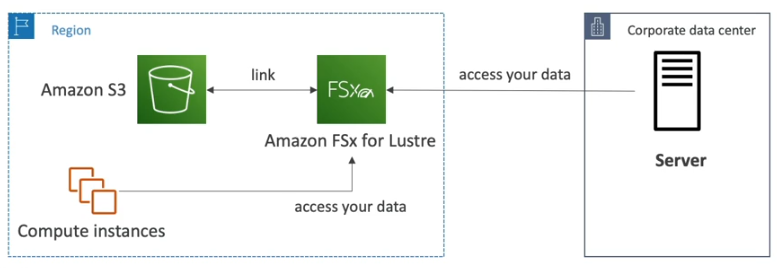 Region
Corporate data center
Amazon S3
link
FSx
access your data
Amazon FSx for Lustre
Server
access your data
Compute instances